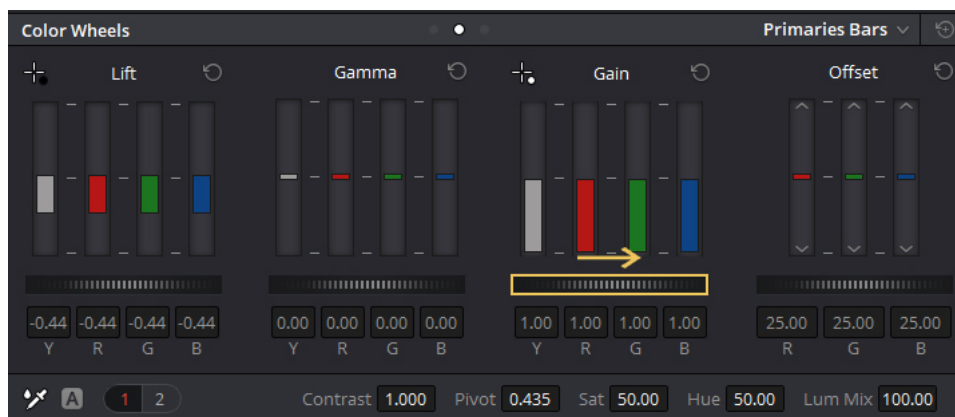 Color Wheels Primaries Bars
Lift Gamma Gain Offset
-0.44 -0.44 -0.44 -0.44 0.00 0.00 0.00 0.00 1.00 1.00 1.00 1.00 25.00 25.00 25.00
Y R G B Y R G B Y R G B R G B
A 1 2 Contrast 1.000 Pivot 0.435 Sat 50.00 Hue 50.00 Lum Mix 100.00